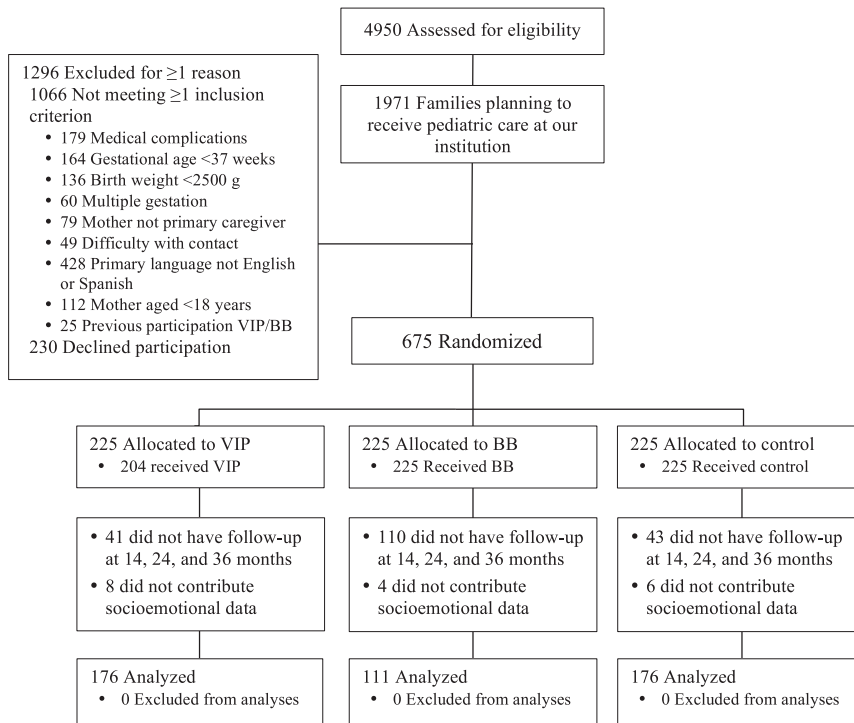 4950 Assessed for eligibility
1296 Excluded for ≥1 reason
1066 Not meeting ≥1 inclusion
criterion
• 179 Medical complications
• 164 Gestational age <37 weeks
• 136 Birth weight <2500 g
• 60 Multiple gestation
• 79 Mother not primary caregiver
• 49 Difficulty with contact
• 428 Primary language not English
or Spanish
• 112 Mother aged <18 years
• 25 Previous participation VIP/BB
230 Declined participation
1971 Families planning to
receive pediatric care at our
institution
675 Randomized
225 Allocated to VIP
• 204 received VIP
225 Allocated to BB
• 225 Received BB
225 Allocated to control
• 225 Received control
• 41 did not have follow-up
at 14, 24, and 36 months
• 8 did not contribute
socioemotional data
• 110 did not have follow-up
at 14, 24, and 36 months
• 4 did not contribute
socioemotional data
• 43 did not have follow-up
at 14, 24, and 36 months
• 6 did not contribute
socioemotional data
176 Analyzed
• 0 Excluded from analyses
111 Analyzed
• 0 Excluded from analyses
176 Analyzed
• 0 Excluded from analyses